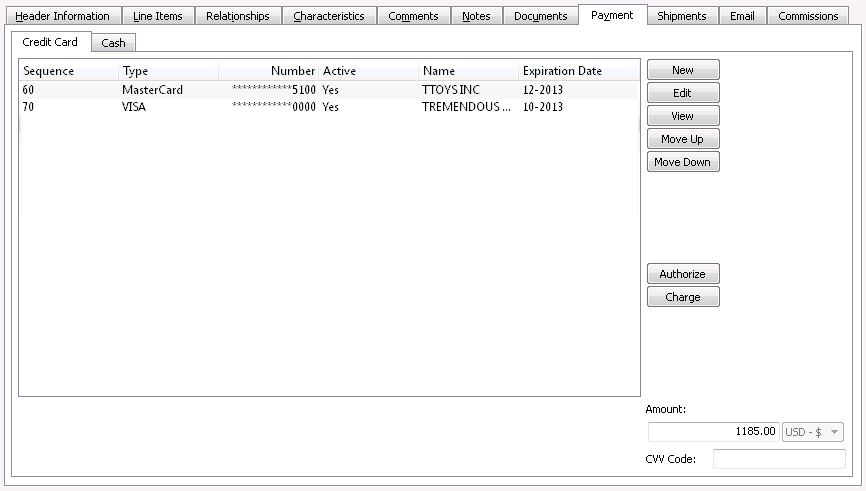 Header Information Line Items Relationships Characteristics Comments Notes Documents Payment Shipments Email Commissions
Credit Card Cash
Sequence Type Number Active Name Expiration Date
60 MasterCard ************5100 Yes TTOYS INC 12-2013
70 VISA ************0000 Yes TREMENDOUS ... 10-2013
New
Edit
View
Move Up
Move Down
Authorize
Charge
Amount:
1185.00 USD - $
CVV Code: